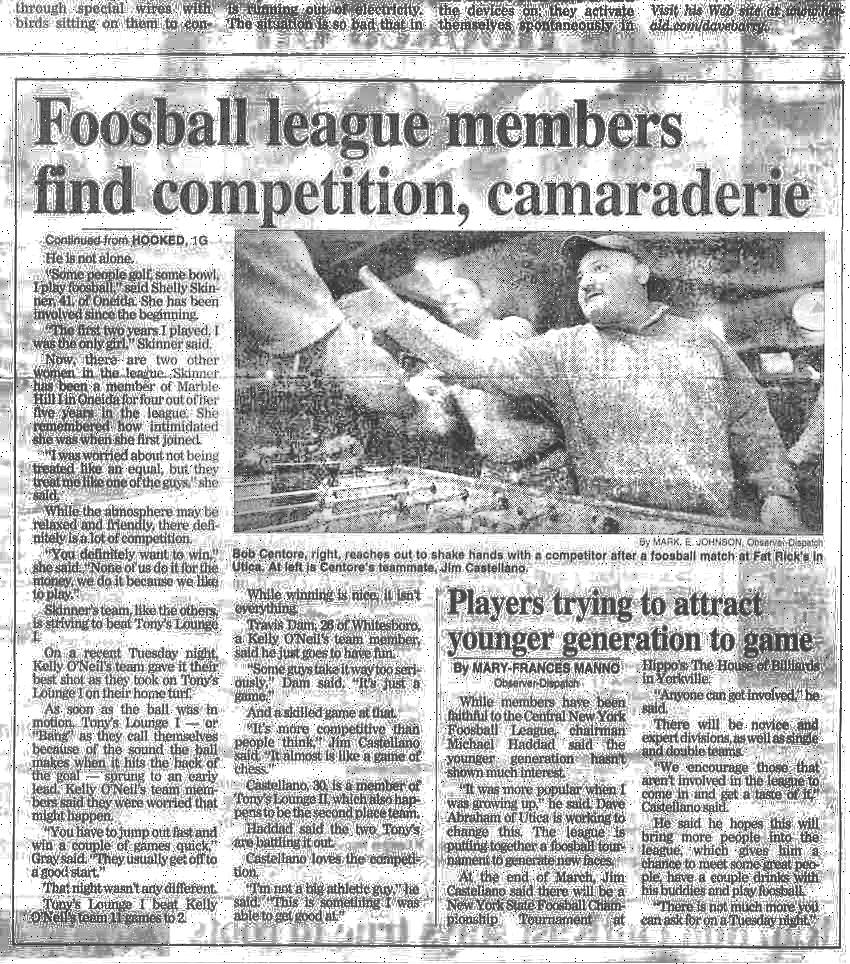 through special wires with
birds sitting on them to con-
is running out of electricity.
The situation is so bad that in
the devices on; they activate
themselves spontaneously in
Visit his Web site at
ald.com/davebarry.
Foosball league members
find competition, camaraderie
Continued from HOOKED, 1G
He is not alone.
"Some people golf, some bowl,
I play foosball," said Shelly Skin-
ner, 41, of Oneida. She has been
involved since the beginning.
"The first two years I played, I
was the only girl," Skinner said.
Now, there are two other
women in the league. Skinner
has been a member of Marble
Hill I in Oneida for four out of her
five years in the league. She
remembered how intimidated
she was when she first joined.
"I was worried about not being
treated like an equal, but they
treat me like one of the guys," she
said.
While the atmosphere may be
relaxed and friendly, there defi-
nitely is a lot of competition.
"You definitely want to win,"
she said. "None of us do it for the
money, we do it because we like
to play."
Skinner's team, like the others,
is striving to beat Tony's Lounge
I.
On a recent Tuesday night,
Kelly O'Neil's team gave it their
best shot as they took on Tony's
Lounge I on their home turf.
As soon as the ball was in
motion, Tony's Lounge I — or
"Bang" as they call themselves
because of the sound the ball
makes when it hits the back of
the goal — sprung to an early
lead. Kelly O'Neil's team mem-
bers said they were worried that
might happen.
"You have to jump out fast and
win a couple of games quick,"
Gray said. "They usually get off to
a good start."
That night wasn't any different.
Tony's Lounge I beat Kelly
O'Neil's team 11 games to 2.
By MARK E. JOHNSON, Observer-Dispatch
Bob Centore, right, reaches out to shake hands with a competitor after a foosball match at Fat Rick's in
Utica. At left is Centore's teammate, Jim Castellano.
While winning is nice, it isn't
everything.
Travis Dam, 26 of Whitesboro,
a Kelly O'Neil's team member,
said he just goes to have fun.
"Some guys take it way too seri-
ously," Dam said. "It's just a
game."
And a skilled game at that.
"It's more competitive than
people think," Jim Castellano
said. "It almost is like a game of
chess.
Castellano, 30, is a member of
Tony's Lounge II, which also hap-
pens to be the second place team.
Haddad said the two Tony's
are battling it out.
Castellano loves the competi-
tion.
"I'm not a big athletic guy," he
said. "This is something I was
able to get good at."
Players trying to attract
younger generation to game
By MARY-FRANCES MANNO
Observer-Dispatch
While members have been
faithful to the Central New York
Foosball League, chairman
Michael Haddad said the
younger generation hasn't
shown much interest.
"It was more popular when I
was growing up," he said. Dave
Abraham of Utica is working to
change this. The league is
putting together a foosball tour-
nament to generate new faces.
At the end of March, Jim
Castellano said there will be a
New York State Foosball Cham-
pionship Tournament at
Hippo's The House of Billiards
in Yorkville.
"Anyone can get involved," he
said.
There will be novice and
expert divisions, as well as single
and double teams.
"We encourage those that
aren't involved in the league to
come in and get a taste of it,"
Castellano said.
He said he hopes this will
bring more people into the
league, which gives him a
chance to meet some great peo-
ple, have a couple drinks with
his buddies and play foosball.
"There is not much more you
can ask for on a Tuesday night."